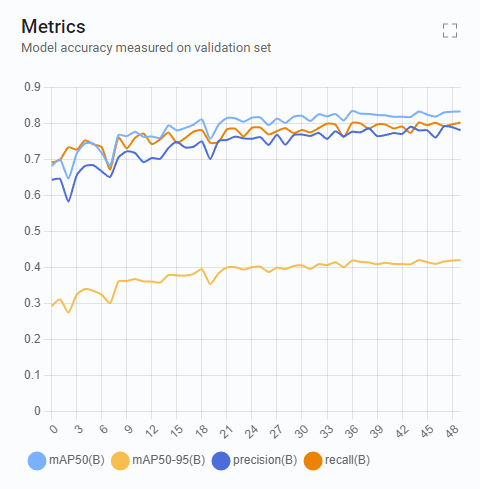 Metrics
Model accuracy measured on validation set
0.9
0.8
0.7
0.6
0.5
0.4
0.3
0.2
0.1
0
0 3 6 9 12 15 18 21 24 27 30 33 36 39 42 45 48
mAP50(B) mAP50-95(B) precision(B) recall(B)